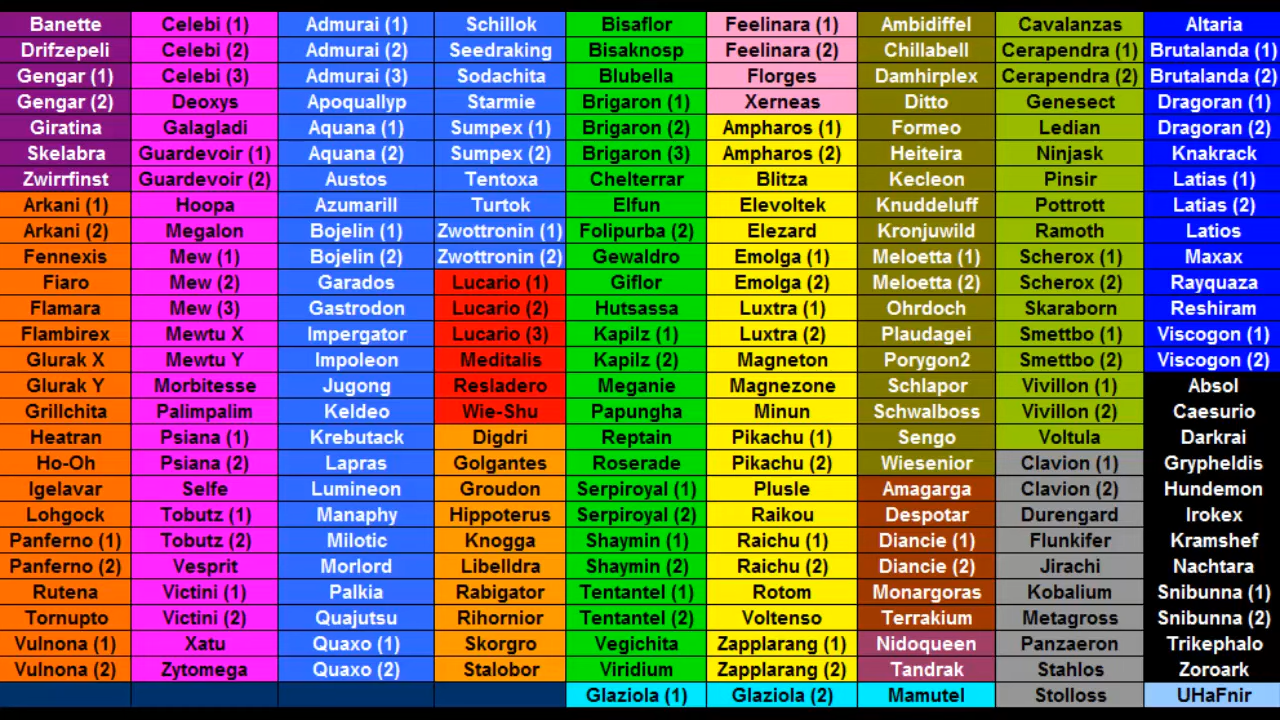 Banette Celebi (1) Admurai (1) Schillok Bisaflor Feelinara (1) Ambidiffel Cavalanzas Altaria
Drifzepeli Celebi (2) Admurai (2) Seedraking Bisaknosp Feelinara (2) Chillabell Cerapendra (1) Brutalanda (1)
Gengar (1) Celebi (3) Admurai (3) Sodachita Blubella Florges Damhirplex Cerapendra (2) Brutalanda (2)
Gengar (2) Deoxys Apoquallyp Starmie Brigaron (1) Xerneas Ditto Genesect Dragoran (1)
Giratina Galagladi Aquana (1) Sumpex (1) Brigaron (2) Ampharos (1) Formeo Ledian Dragoran (2)
Skelabra Guardevoir (1) Aquana (2) Sumpex (2) Brigaron (3) Ampharos (2) Heiteira Ninjask Knakrack
Zwirrfinst Guardevoir (2) Austos Tentoxa Chelterrar Blitza Kecleon Pinsir Latias (1)
Arkani (1) Hoopa Azumarill Turtok Elfun Elevoltek Knuddeluff Pottrott Latias (2)
Arkani (2) Megalon Bojelin (1) Zwottronin (1) Folipurba (2) Elezard Kronjuwild Ramoth Latios
Fennexis Mew (1) Bojelin (2) Zwottronin (2) Gewaldro Emolga (1) Meloetta (1) Scherox (1) Maxax
Fiaro Mew (2) Garados Lucario (1) Giflor Emolga (2) Meloetta (2) Scherox (2) Rayquaza
Flamara Mew (3) Gastrodon Lucario (2) Hutsassa Luxtra (1) Ohrdoch Skaraborn Reshiram
Flambirex Mewtu X Impergator Lucario (3) Kapilz (1) Luxtra (2) Plaudagei Smettbo (1) Viscogon (1)
Glurak X Mewtu Y Impoleon Meditalis Kapilz (2) Magneton Porygon2 Smettbo (2) Viscogon (2)
Glurak Y Morbitesse Jugong Resladero Meganie Magnezone Schlapor Vivillon (1) Absol
Grillchita Palimpalim Keldeo Wie-Shu Papungha Minun Schwalboss Vivillon (2) Caesurio
Heatran Psiana (1) Krebutack Digdri Reptain Pikachu (1) Sengo Voltula Darkrai
Ho-Oh Psiana (2) Lapras Golgantes Roserade Pikachu (2) Wiesenior Clavion (1) Grypheldis
Igelavar Selfe Lumineon Groudon Serpiroyal (1) Plusle Amagarga Clavion (2) Hundemon
Lohgock Tobutz (1) Manaphy Hippoterus Serpiroyal (2) Raikou Despotar Durengard Irokex
Panferno (1) Tobutz (2) Milotic Knogga Shaymin (1) Raichu (1) Diancie (1) Flunkifer Kramshef
Panferno (2) Vesprit Morlord Libelldra Shaymin (2) Raichu (2) Diancie (2) Jirachi Nachtara
Rutena Victini (1) Palkia Rabigator Tentantel (1) Rotom Monargoras Kobalium Snibunna (1)
Tornupto Victini (2) Quajutsu Rihornior Tentantel (2) Voltenso Terrakium Metagross Snibunna (2)
Vulnona (1) Xatu Quaxo (1) Skorgro Vegichita Zapplarang (1) Nidoqueen Panzaeron Trikephalo
Vulnona (2) Zytomega Quaxo (2) Stalobor Viridium Zapplarang (2) Tandrak Stahlos Zoroark
Glaziola (1) Glaziola (2) Mamutel Stolloss UHaFnir